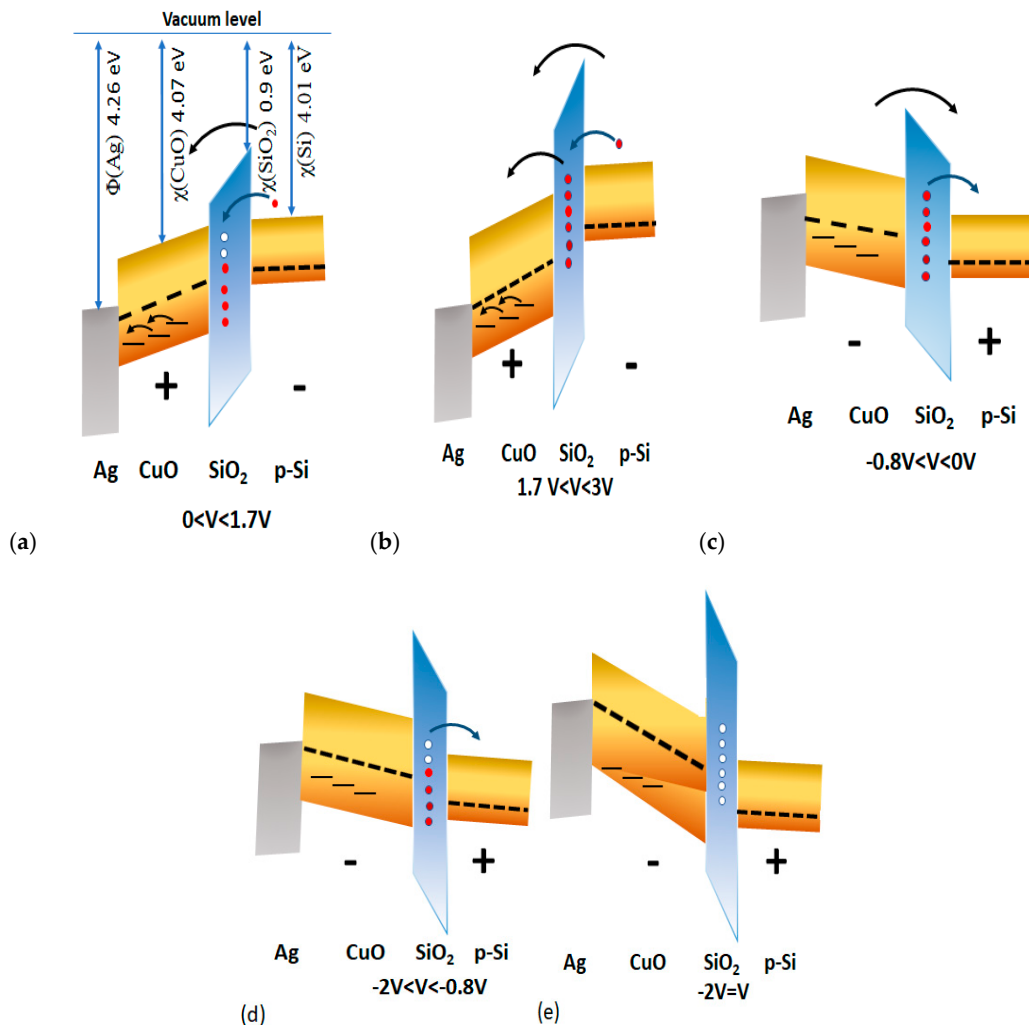 Vacuum level
Φ(Ag) 4.26 eV
χ(CuO) 4.07 eV
χ(SiO₂) 0.9 eV
χ(Si) 4.01 eV
+
-
Ag CuO SiO₂ p-Si
0<V<1.7V
(a)
+
-
Ag CuO SiO₂ p-Si
1.7 V<V<3V
(b)
-
+
Ag CuO SiO₂ p-Si
-0.8V<V<0V
(c)
-
+
Ag CuO SiO₂ p-Si
-2V<V<-0.8V
(d)
-
+
Ag CuO SiO₂ p-Si
-2V=V
(e)